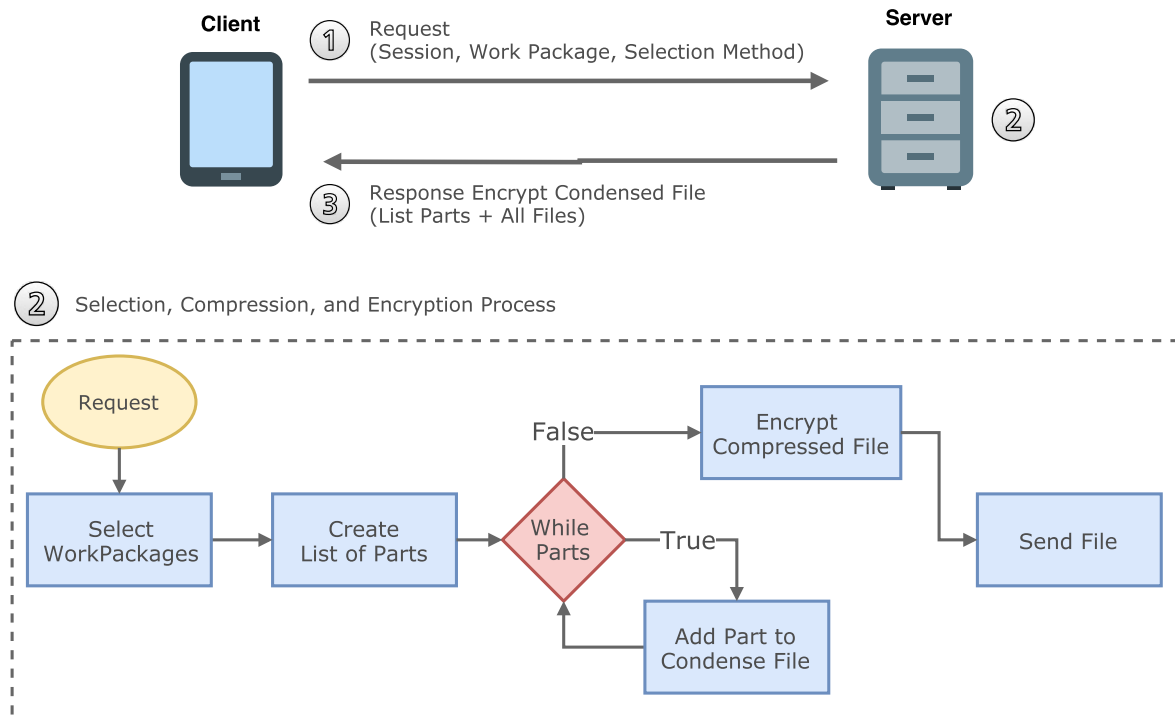 Client
Server
1
Request
(Session, Work Package, Selection Method)
2
3
Response Encrypt Condensed File
(List Parts + All Files)
2
Selection, Compression, and Encryption Process
Request
Select
WorkPackages
Create
List of Parts
While
Parts
False
True
Encrypt
Compressed File
Add Part to
Condense File
Send File